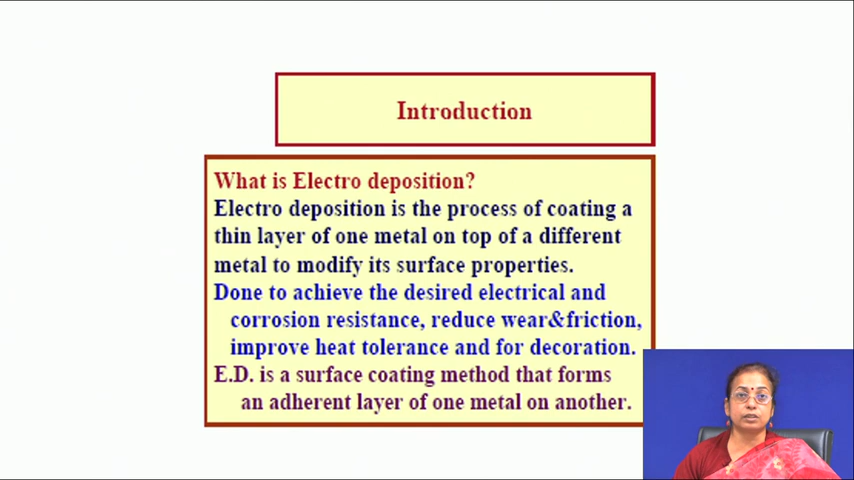 Introduction
What is Electro deposition?
Electro deposition is the process of coating a
thin layer of one metal on top of a different
metal to modify its surface properties.
Done to achieve the desired electrical and
corrosion resistance, reduce wear&friction,
improve heat tolerance and for decoration.
E.D. is a surface coating method that forms
an adherent layer of one metal on another.